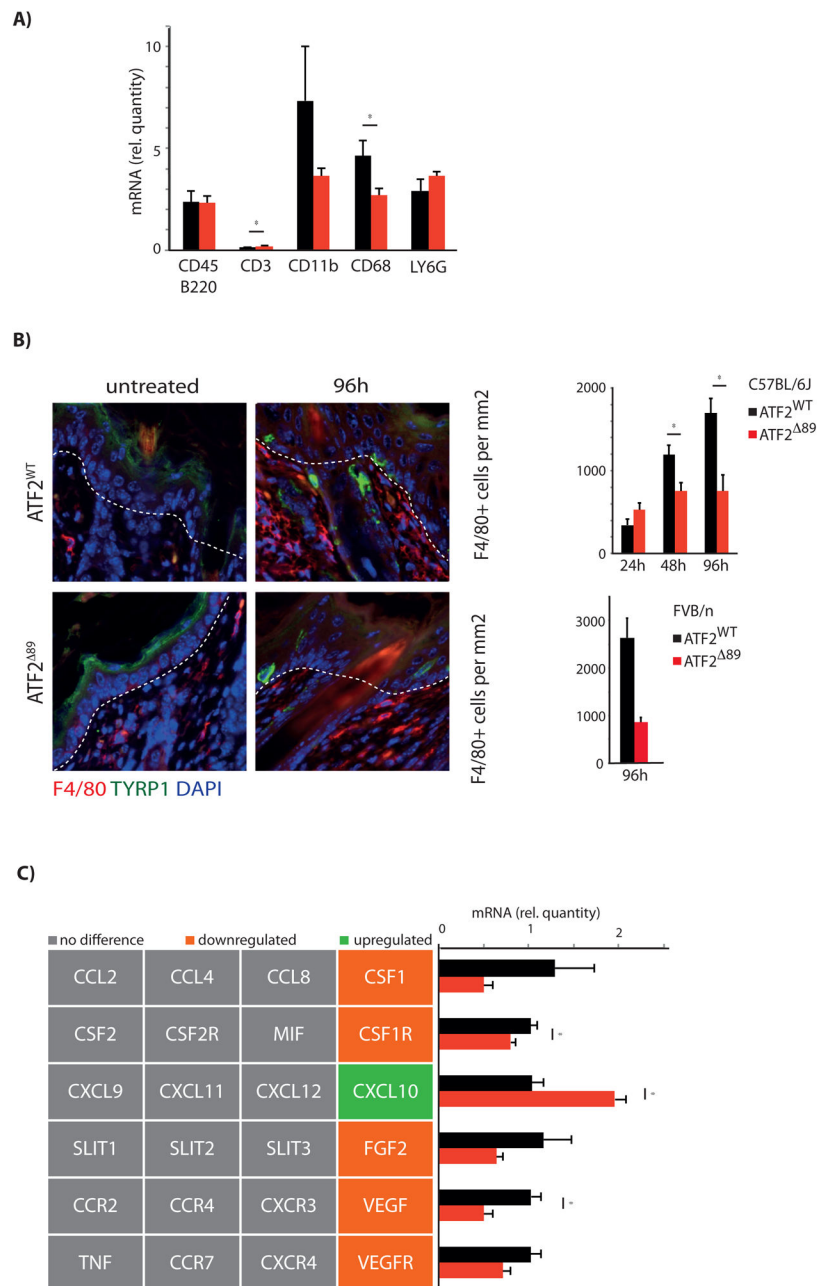 A)
mRNA (rel. quantity)
10
5
0
*
*
CD45 CD3 CD11b CD68 LY6G
B220
B)
untreated 96h
ATF2WT
ATF2Δ89
F4/80 TYRP1 DAPI
F4/80+ cells per mm2
2000
1000
0
*
*
24h 48h 96h
C57BL/6J
ATF2WT
ATF2Δ89
F4/80+ cells per mm2
3000
2000
1000
0
96h
FVB/n
ATF2WT
ATF2Δ89
C)
mRNA (rel. quantity)
0 1 2
no difference downregulated upregulated
CCL2 CCL4 CCL8 CSF1
CSF2 CSF2R MIF CSF1R
*
CXCL9 CXCL11 CXCL12 CXCL10
*
SLIT1 SLIT2 SLIT3 FGF2
CCR2 CCR4 CXCR3 VEGF
*
TNF CCR7 CXCR4 VEGFR